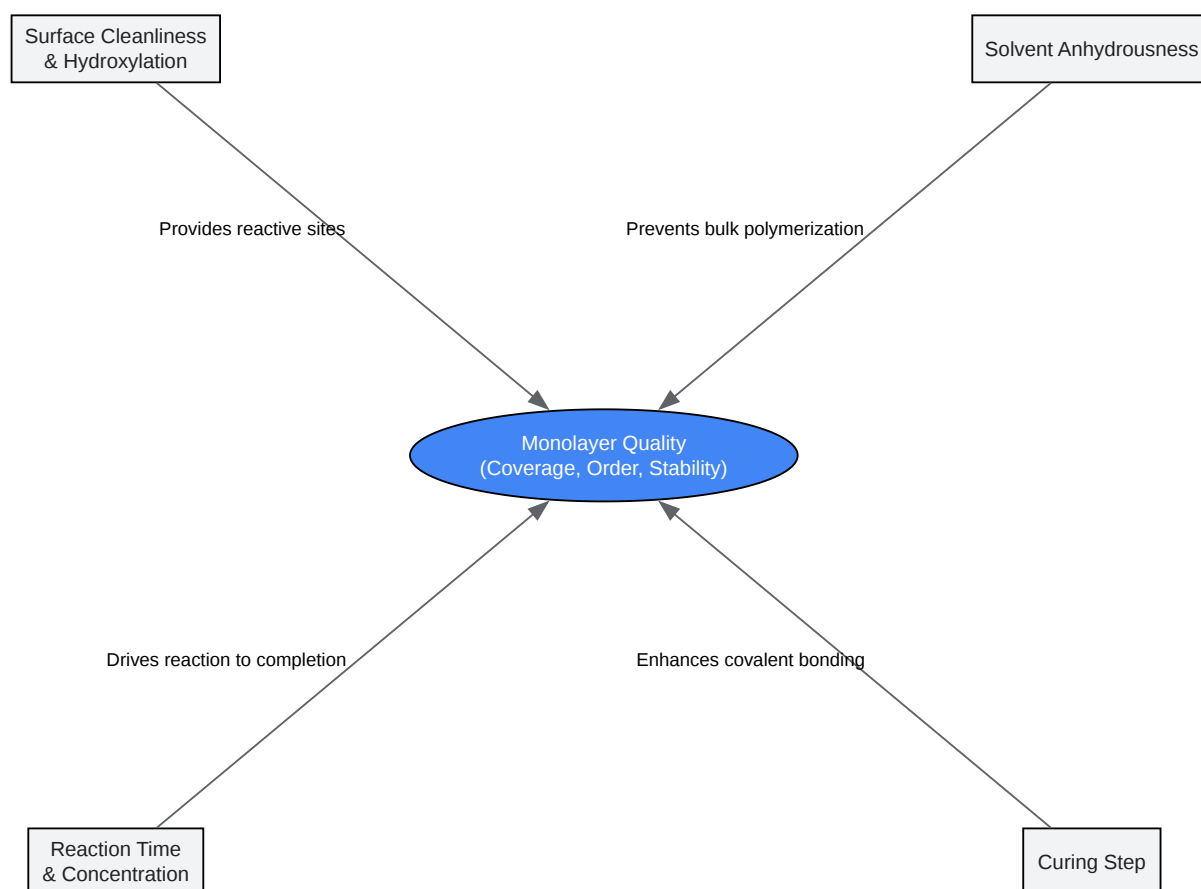 Surface Cleanliness
& Hydroxylation
Solvent Anhydrousness
Provides reactive sites
Prevents bulk polymerization
Monolayer Quality
(Coverage, Order, Stability)
Drives reaction to completion
Enhances covalent bonding
Reaction Time
& Concentration
Curing Step